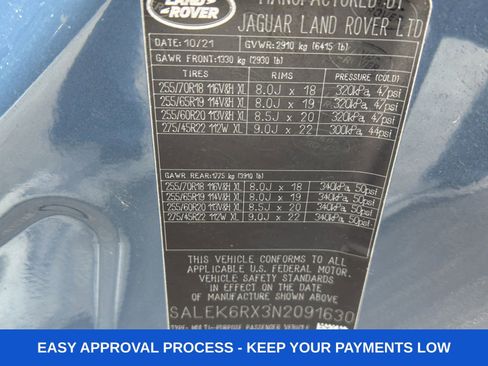 LAND
ROVER
MANUFACTURED BY
JAGUAR LAND ROVER LTD
DATE: 10/21 GVWR: 2910 kg (6415 lb)
GAWR FRONT: 1330 kg (2930 lb)
TIRES RIMS PRESSURE (COLD)
255/70R18 116V&H XL 8.0J x 18 320kPa, 47psi
255/65R19 114V&H XL 8.0J x 19 320kPa, 47psi
255/60R20 113V&H XL 8.5J x 20 320kPa, 47psi
275/45R22 112W XL 9.0J x 22 300kPa, 44psi
GAWR REAR: 1775 kg (3910 lb)
255/70R18 116V&H XL 8.0J x 18 340kPa, 50psi
255/65R19 114V&H XL 8.0J x 19 340kPa, 50psi
255/60R20 113V&H XL 8.5J x 20 340kPa, 50psi
275/45R22 112W XL 9.0J x 22 340kPa, 50psi
THIS VEHICLE CONFORMS TO ALL
APPLICABLE U.S. FEDERAL MOTOR
VEHICLE SAFETY STANDARDS IN
EFFECT ON THE DATE OF
MANUFACTURE SHOWN ABOVE
SALEK6RX3N2091630
TYPE: MULTI-PURPOSE PASSENGER VEHICLE
EASY APPROVAL PROCESS - KEEP YOUR PAYMENTS LOW